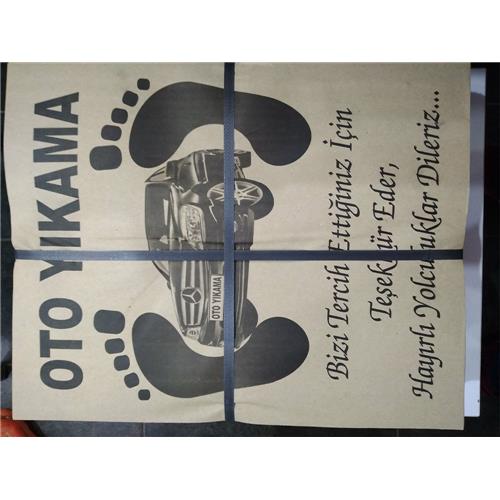 OTO YIKAMA
OTO YIKAMA
Bizi Tercih Ettiğiniz İçin
Teşekkür Eder,
Hayırlı Yolculuklar Dileriz...